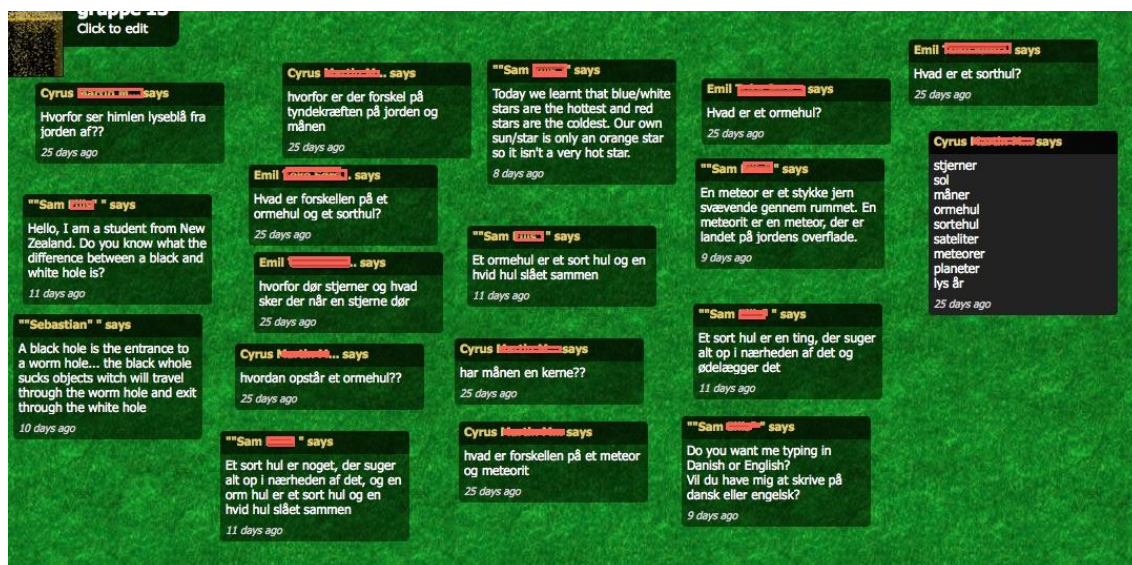 gruppe 13
Click to edit
Cyrus says
Hvorfor ser himlen lyseblå fra
jorden af??
25 days ago
Cyrus .. says
hvorfor er der forskel på
tyndekræften på jorden og
månen
25 days ago
""Sam " says
Today we learnt that blue/white
stars are the hottest and red
stars are the coldest. Our own
sun/star is only an orange star
so it isn't a very hot star.
8 days ago
Emil says
Hvad er et ormehul?
25 days ago
Emil says
Hvad er et sorthul?
25 days ago
Cyrus says
stjerner
sol
måner
ormehul
sortehul
sateliter
meteorer
planeter
lys år
25 days ago
Emil . says
Hvad er forskellen på et
ormehul og et sorthul?
25 days ago
""Sam " says
En meteor er et stykke jern
svævende gennem rummet. En
meteorit er en meteor, der er
landet på jordens overflade.
9 days ago
""Sam " says
Hello, I am a student from New
Zealand. Do you know what the
difference between a black and
white hole is?
11 days ago
Emil .. says
hvorfor dør stjerner og hvad
sker der når en stjerne dør
25 days ago
""Sam " says
Et ormehul er et sort hul og en
hvid hul slået sammen
11 days ago
""Sam " says
Et sort hul er en ting, der suger
alt op i nærheden af det og
ødelægger det
11 days ago
""Sebastian" " says
A black hole is the entrance to
a worm hole... the black whole
sucks objects witch will travel
through the worm hole and exit
through the white hole
10 days ago
Cyrus ... says
hvordan opstår et ormehul??
25 days ago
Cyrus says
har månen en kerne??
25 days ago
Cyrus says
hvad er forskellen på et meteor
og meteorit
25 days ago
""Sam " says
Do you want me typing in
Danish or English?
Vil du have mig at skrive på
dansk eller engelsk?
9 days ago
""Sam " says
Et sort hul er noget, der suger
alt op i nærheden af det, og en
orm hul er et sort hul og en
hvid hul slået sammen
11 days ago